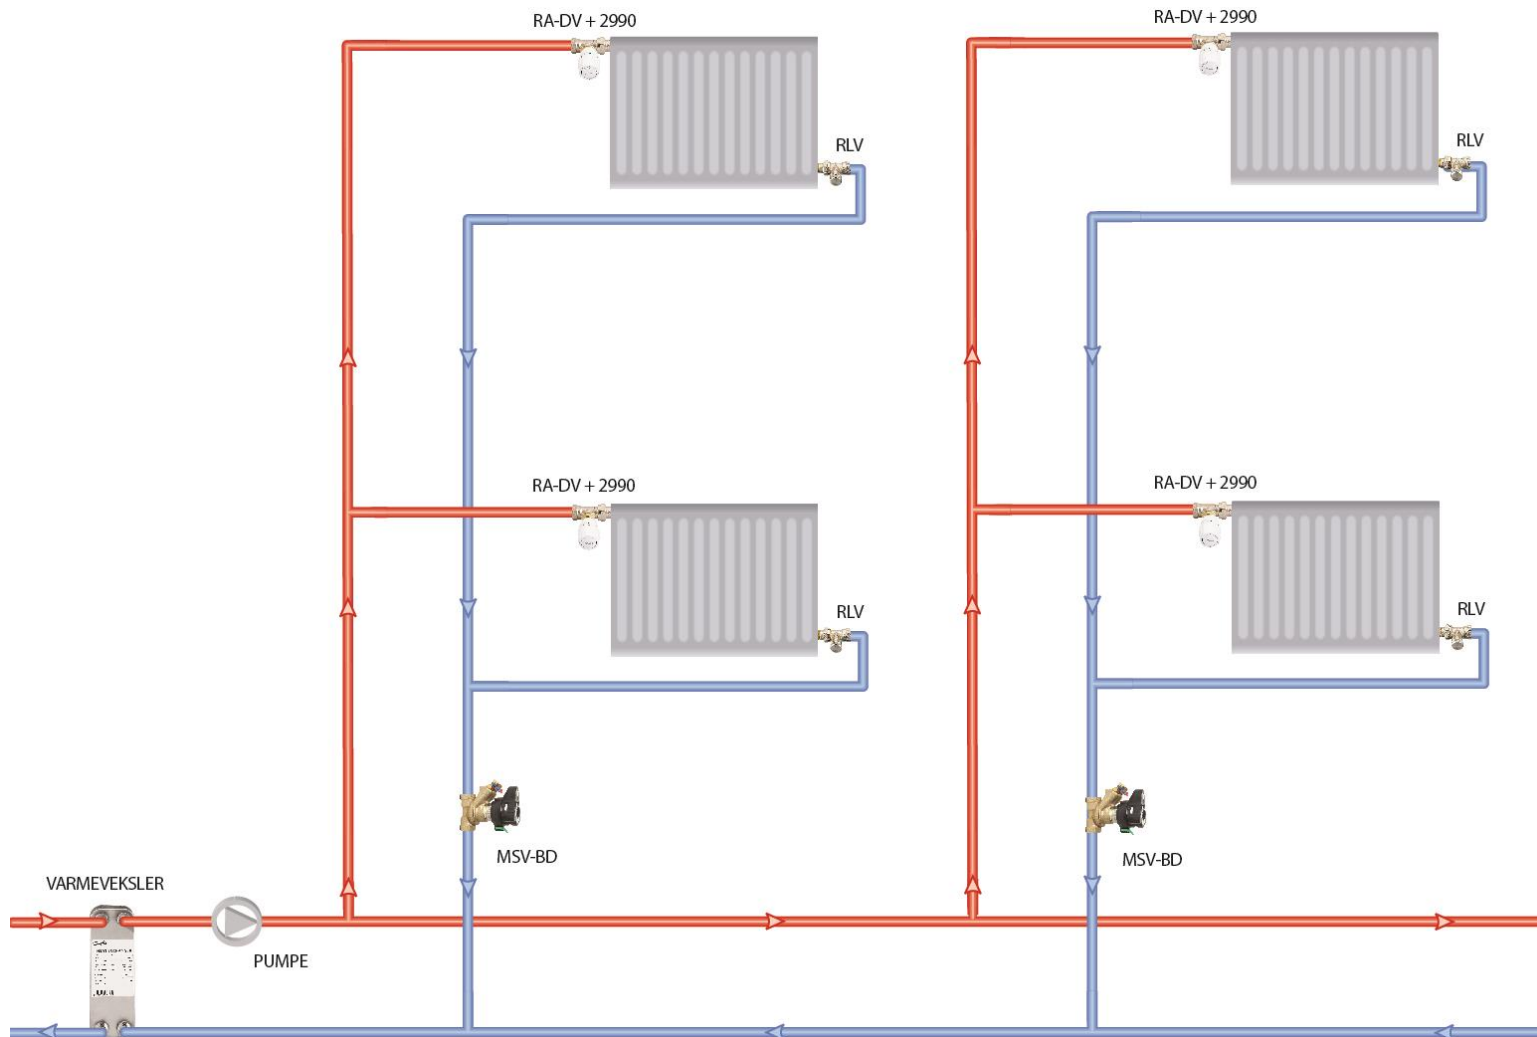 RA-DV + 2990
RA-DV + 2990
RLV
RLV
RA-DV + 2990
RA-DV + 2990
RLV
RLV
MSV-BD
MSV-BD
VARMEVEKSLER
PUMPE